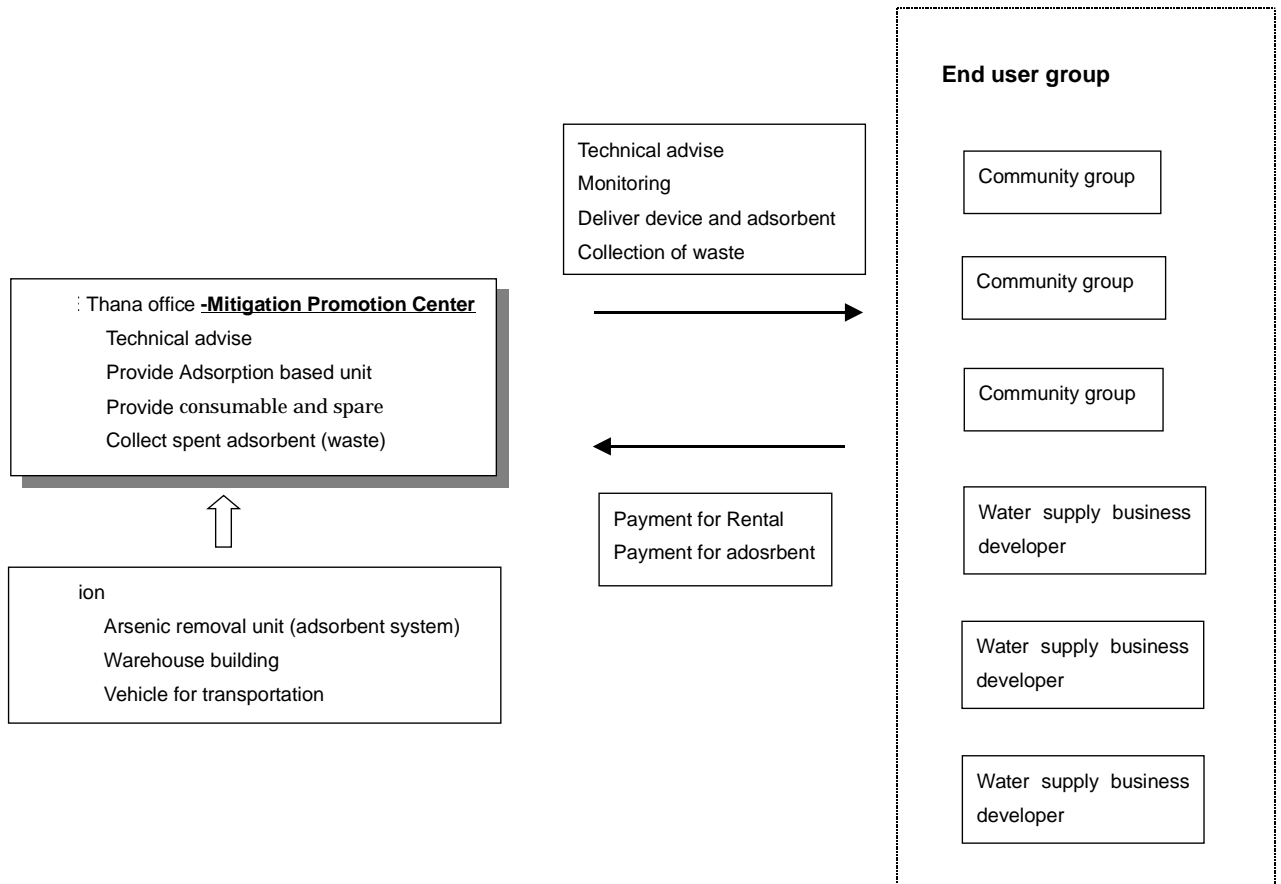 Thana office -Mitigation Promotion Center
Technical advise
Provide Adsorption based unit
Provide consumable and spare
Collect spent adsorbent (waste)
ion
Arsenic removal unit (adsorbent system)
Warehouse building
Vehicle for transportation
Technical advise
Monitoring
Deliver device and adsorbent
Collection of waste
Payment for Rental
Payment for adosrbent
End user group
Community group
Community group
Community group
Water supply business
developer
Water supply business
developer
Water supply business
developer